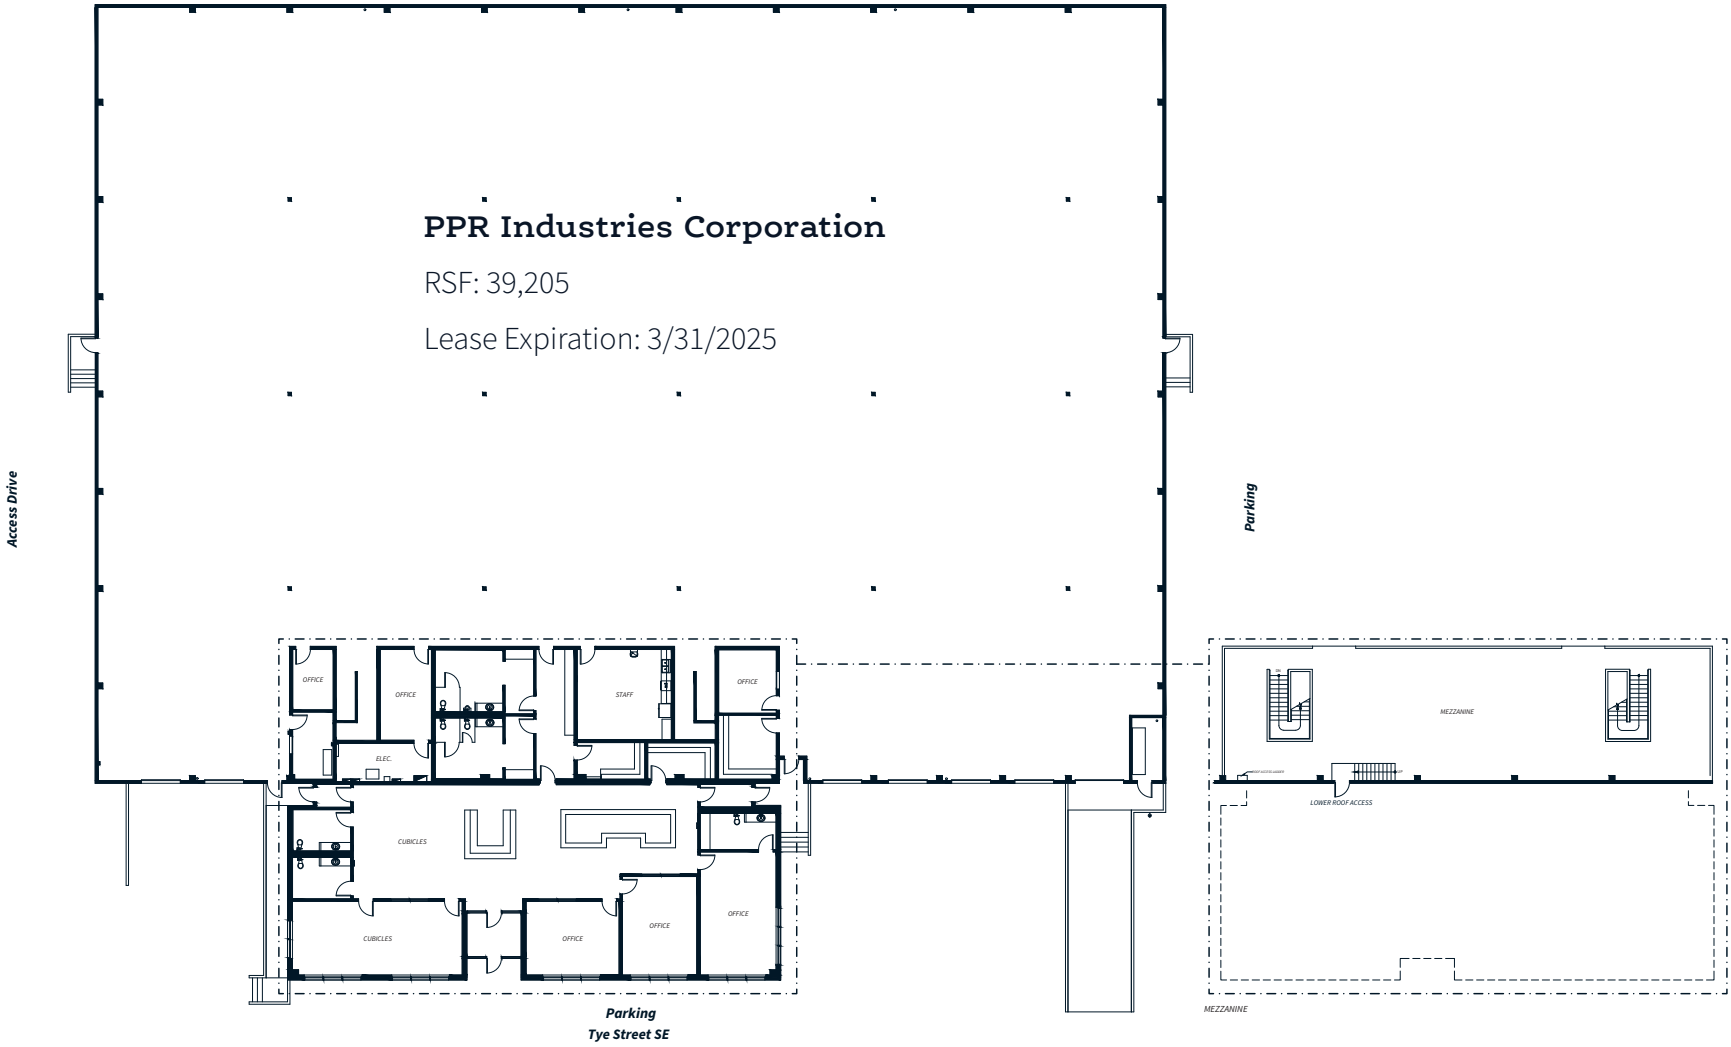 PPR Industries Corporation
RSF: 39,205
Lease Expiration: 3/31/2025
Access Drive
Parking
OFFICE
OFFICE
STAFF
OFFICE
ELEC.
MEZZANINE
LOWER ROOF ACCESS
CUBICLES
CUBICLES
OFFICE
OFFICE
OFFICE
MEZZANINE
Parking
Tye Street SE